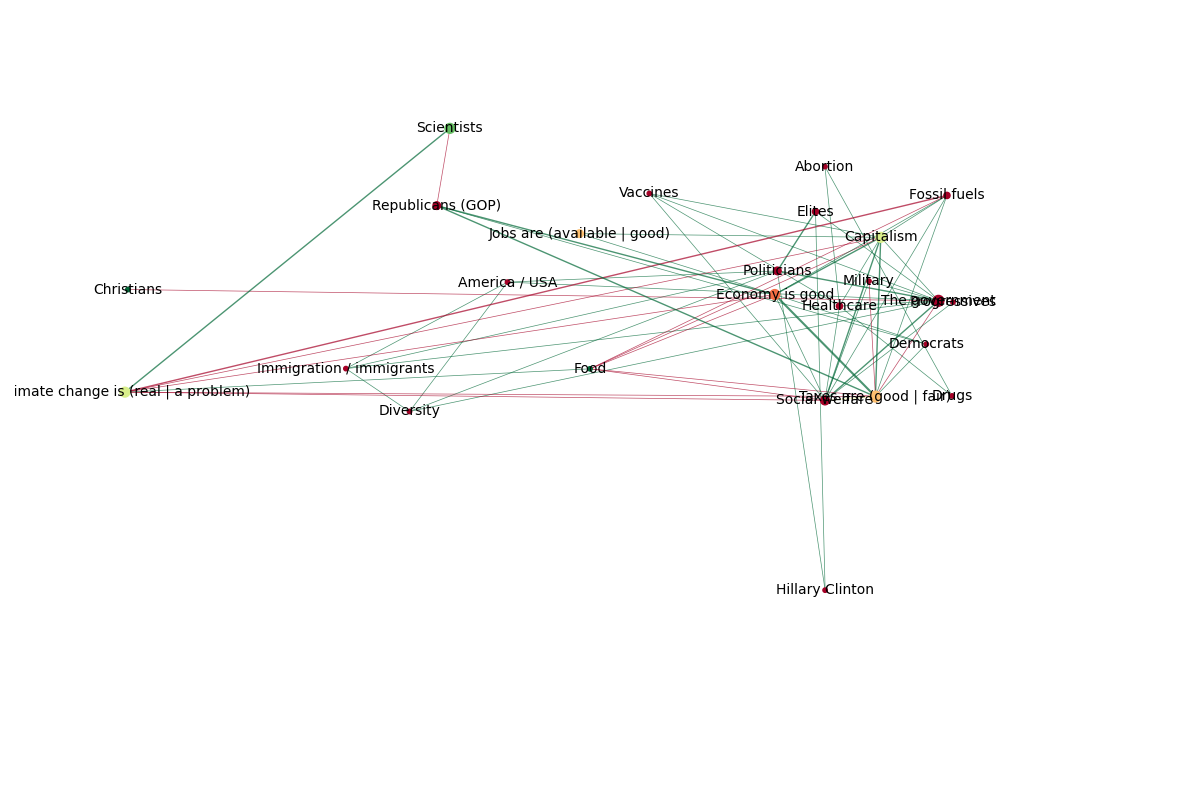 Scientists
Abortion
Vaccines
Fossil fuels
Republicans (GOP)
Elites
Jobs are (available | good)
Capitalism
Politicians
America / USA
Military
Christians
Economy is good
The government
Progressives
Healthcare
Democrats
Immigration / immigrants
Food
imate change is (real | a problem)
Taxes are (good | fair)
Drugs
Social welfare
Diversity
Hillary Clinton